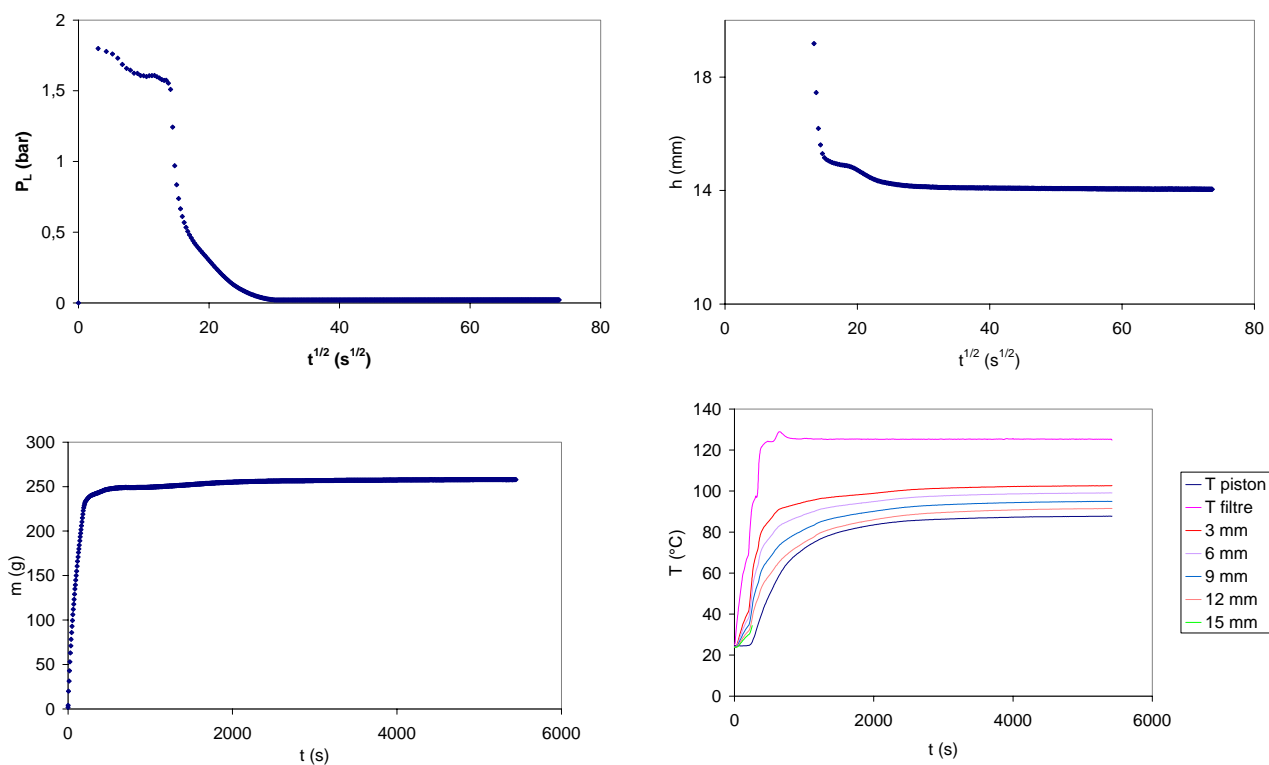 2
1,5
1
0,5
0
0
20
40
60
80
P_L (bar)
t^{1/2} (s^{1/2})
18
14
10
0
20
40
60
80
h (mm)
t^{1/2} (s^{1/2})
300
250
200
150
100
50
0
0
2000
4000
6000
m (g)
t (s)
140
120
100
80
60
40
20
0
0
2000
4000
6000
T (°C)
t (s)
T piston
T filtre
3 mm
6 mm
9 mm
12 mm
15 mm